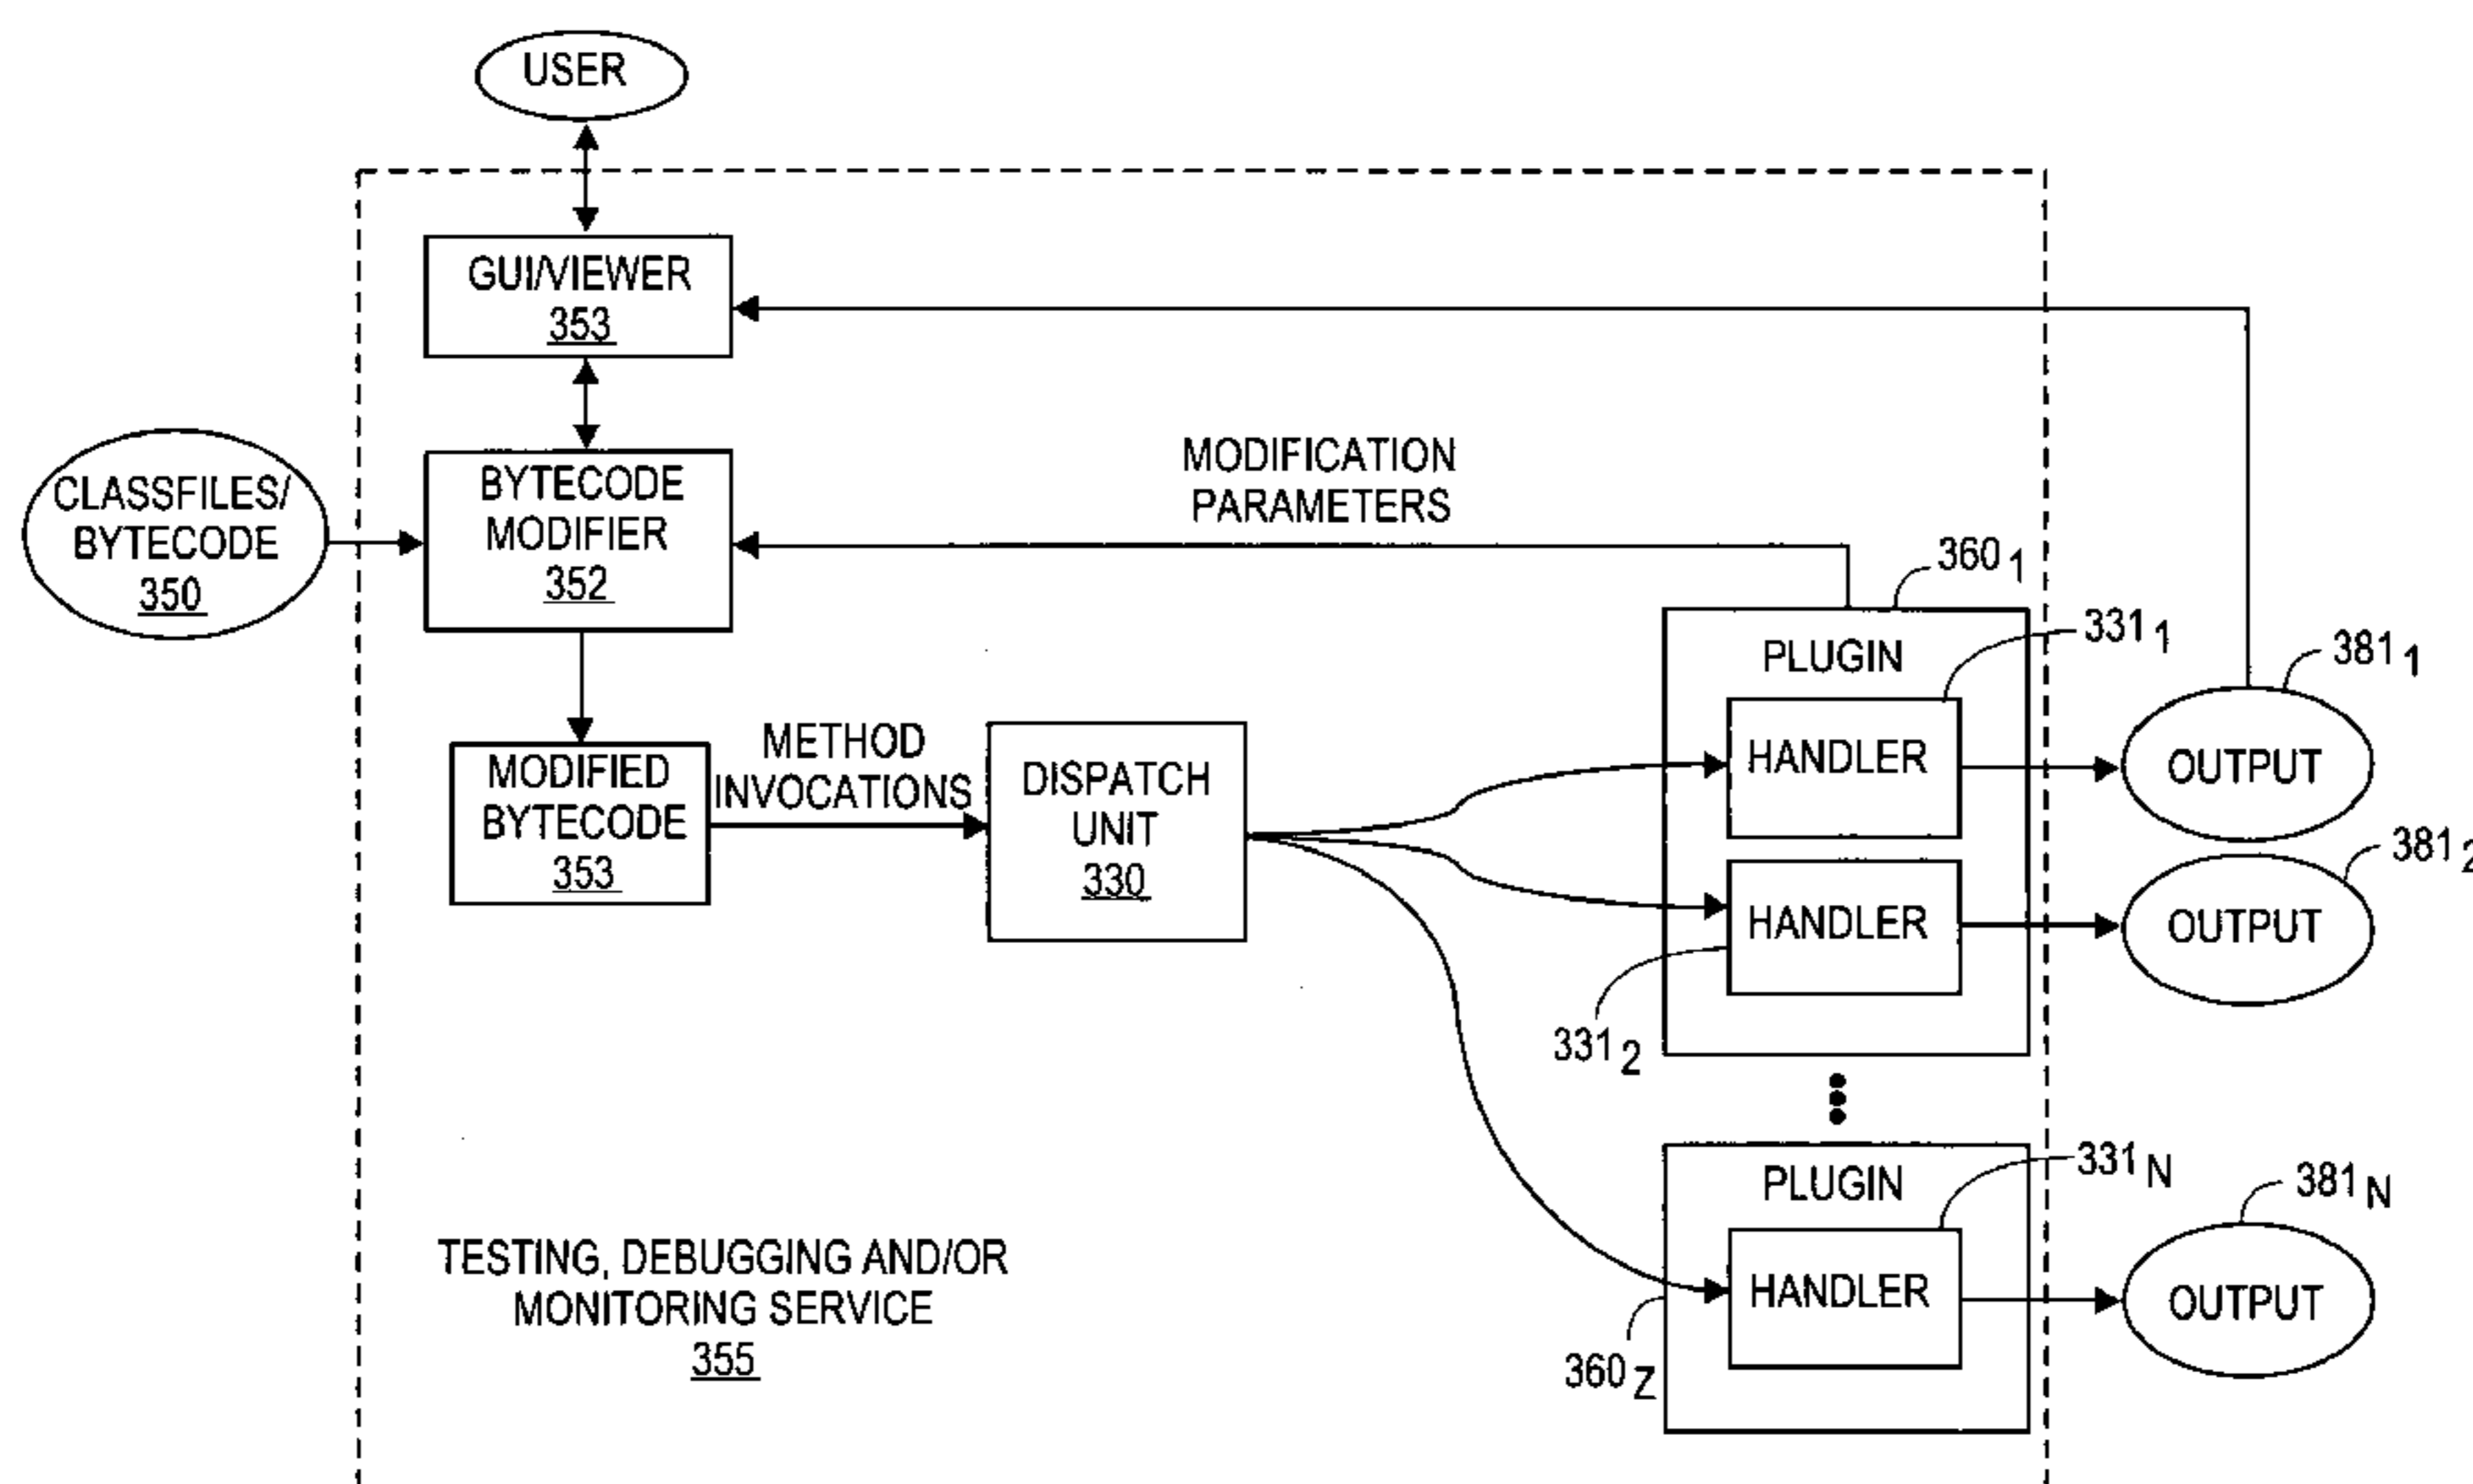 USER
GUI/VIEWER
353
CLASSFILES/
BYTECODE
350
BYTECODE
MODIFIER
352
MODIFICATION
PARAMETERS
360 1
PLUGIN
331 1
HANDLER
381 1
OUTPUT
MODIFIED
BYTECODE
353
METHOD
INVOCATIONS
DISPATCH
UNIT
330
HANDLER
331 2
381 2
OUTPUT
PLUGIN
331 N
HANDLER
360 Z
381 N
OUTPUT
TESTING, DEBUGGING AND/OR
MONITORING SERVICE
355